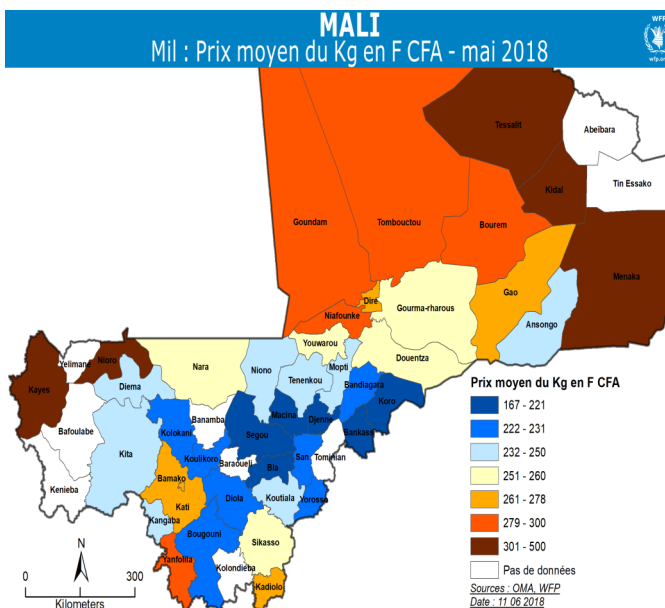 MALI
Mil : Prix moyen du Kg en F CFA - mai 2018
WFP
wfp.org
Tessalit
Abeibara
Kidal
Tin Essako
Goundam
Tombouctou
Bourem
Menaka
Gao
Diré
Gourma-rharous
Ansongo
Niafounke
Youwarou
Douentza
Yelimané
Nioro
Nara
Niono
Mopti
Tenenkou
Kayes
Diema
Bandiagara
Koro
Banamba
Macina
Djenné
Bafoulabe
Kolokani
Segou
Bankass
Kita
Koulikoro
Baraoueli
San
Tominian
Bla
Kenieba
Bamako
Diola
Koutiala
Yorosso
Kati
Kangaba
Bougouni
Sikasso
Yanfolila
Kolondieba
Kadiolo
Prix moyen du Kg en F CFA
167 - 221
222 - 231
232 - 250
251 - 260
261 - 278
279 - 300
301 - 500
Pas de données
Sources : OMA, WFP
Date : 11 06 2018
N
0 300
Kilometers